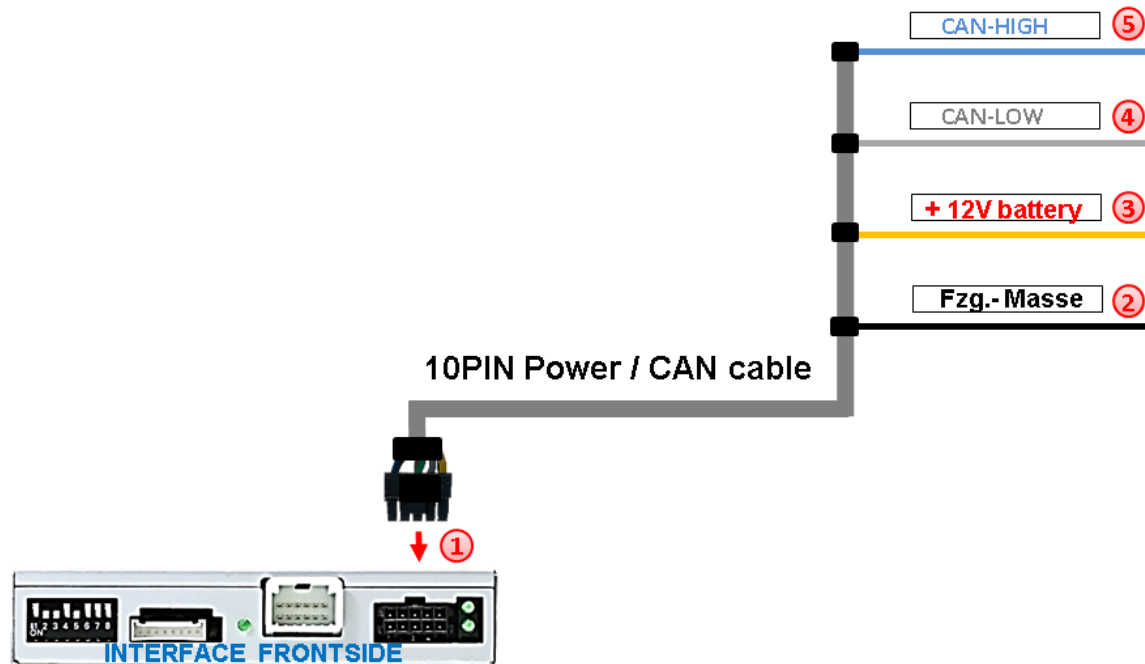 CAN-HIGH 5
CAN-LOW 4
+ 12V battery 3
Fzg.- Masse 2
10PIN Power / CAN cable
1
2 3 4 5 6 7 8
ON
INTERFACE FRONTSIDE